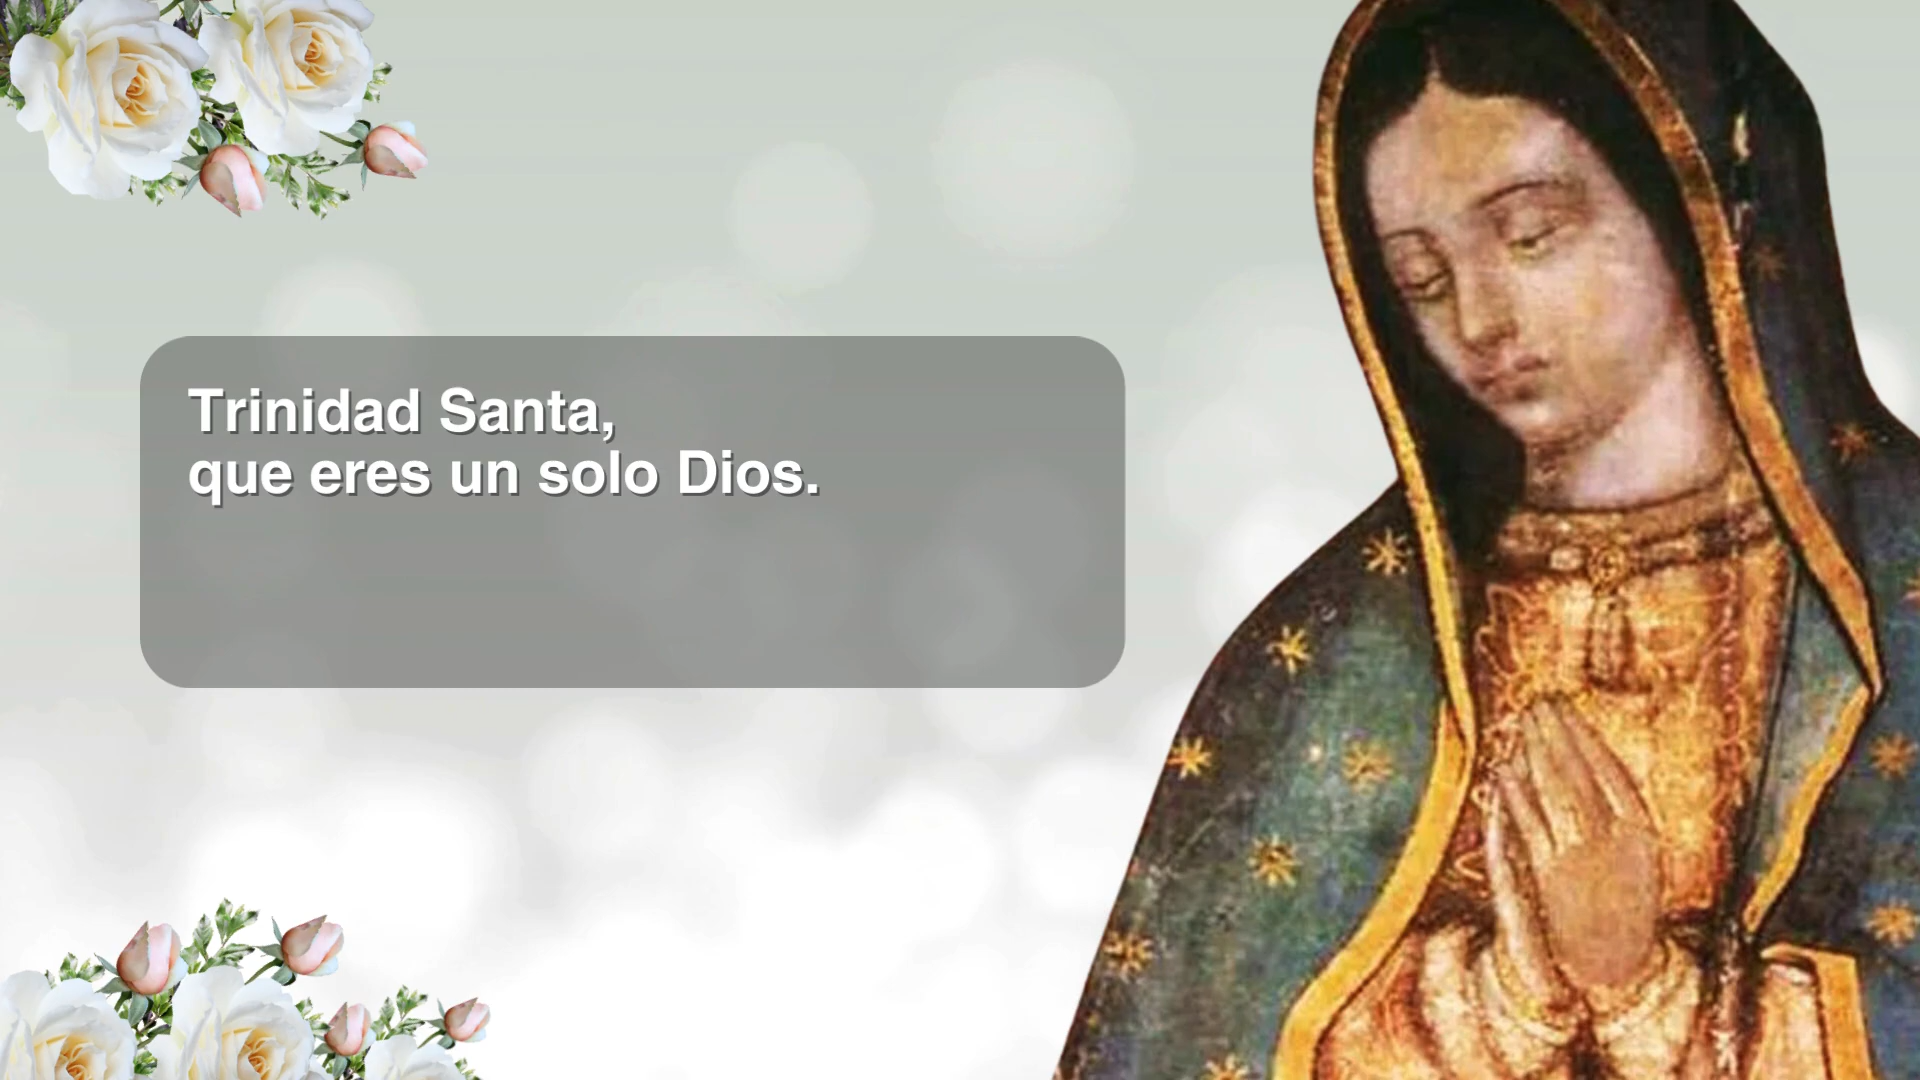 Trinidad Santa,
que eres un solo Dios.